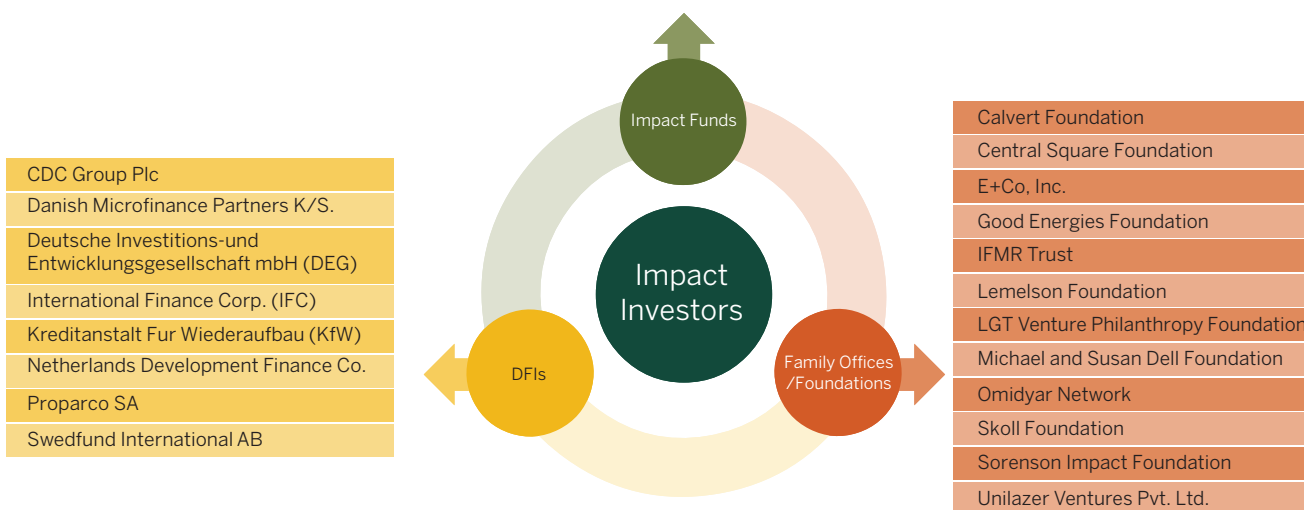 Impact Funds
Impact
Investors
DFIs
Family Offices
/Foundations
CDC Group Plc
Danish Microfinance Partners K/S.
Deutsche Investitions-und
Entwicklungsgesellschaft mbH (DEG)
International Finance Corp. (IFC)
Kreditanstalt Fur Wiederaufbau (KfW)
Netherlands Development Finance Co.
Proparco SA
Swedfund International AB
Calvert Foundation
Central Square Foundation
E+Co, Inc.
Good Energies Foundation
IFMR Trust
Lemelson Foundation
LGT Venture Philanthropy Foundation
Michael and Susan Dell Foundation
Omidyar Network
Skoll Foundation
Sorenson Impact Foundation
Unilazer Ventures Pvt. Ltd.